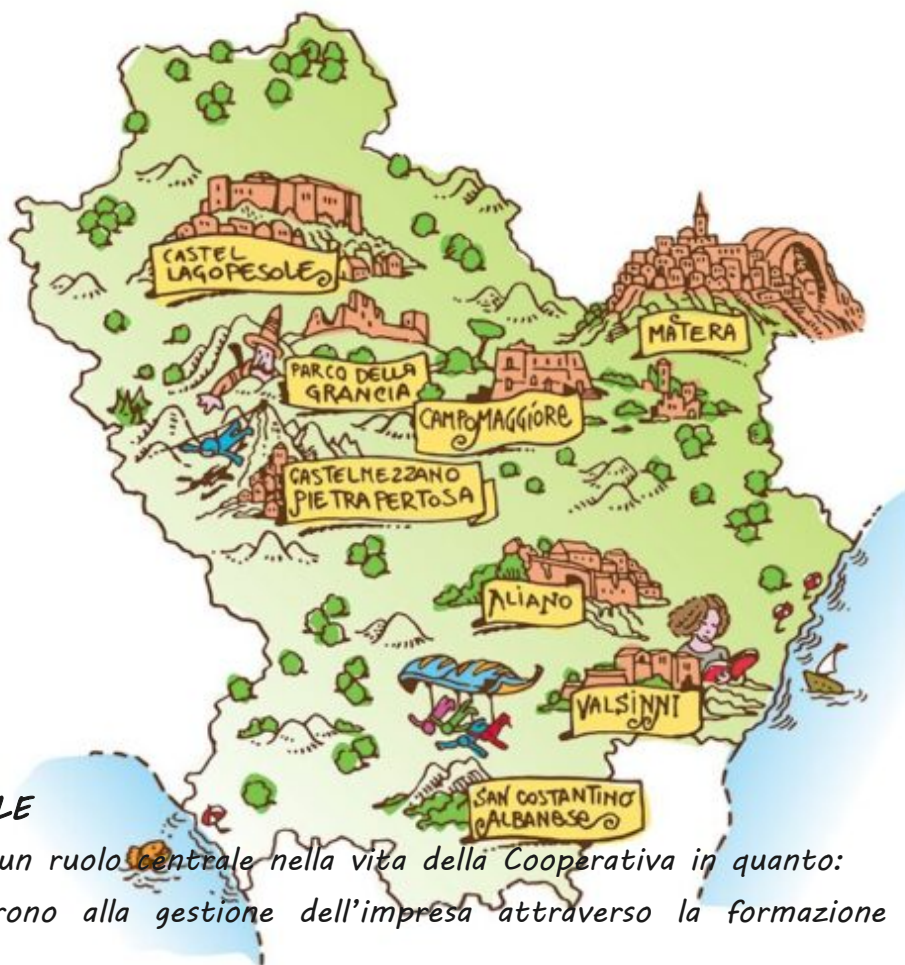 CASTEL
LAGOPESOLE
MATERA
PARCO DELLA
GRANCIA
CAMPOMAGGIORE
CASTELMEZZANO
PIETRAPERTOSA
ALIANO
VALSINNI
SAN COSTANTINO
ALBANESE
LE
un ruolo centrale nella vita della Cooperativa in quanto:
rono alla gestione dell'impresa attraverso la formazione